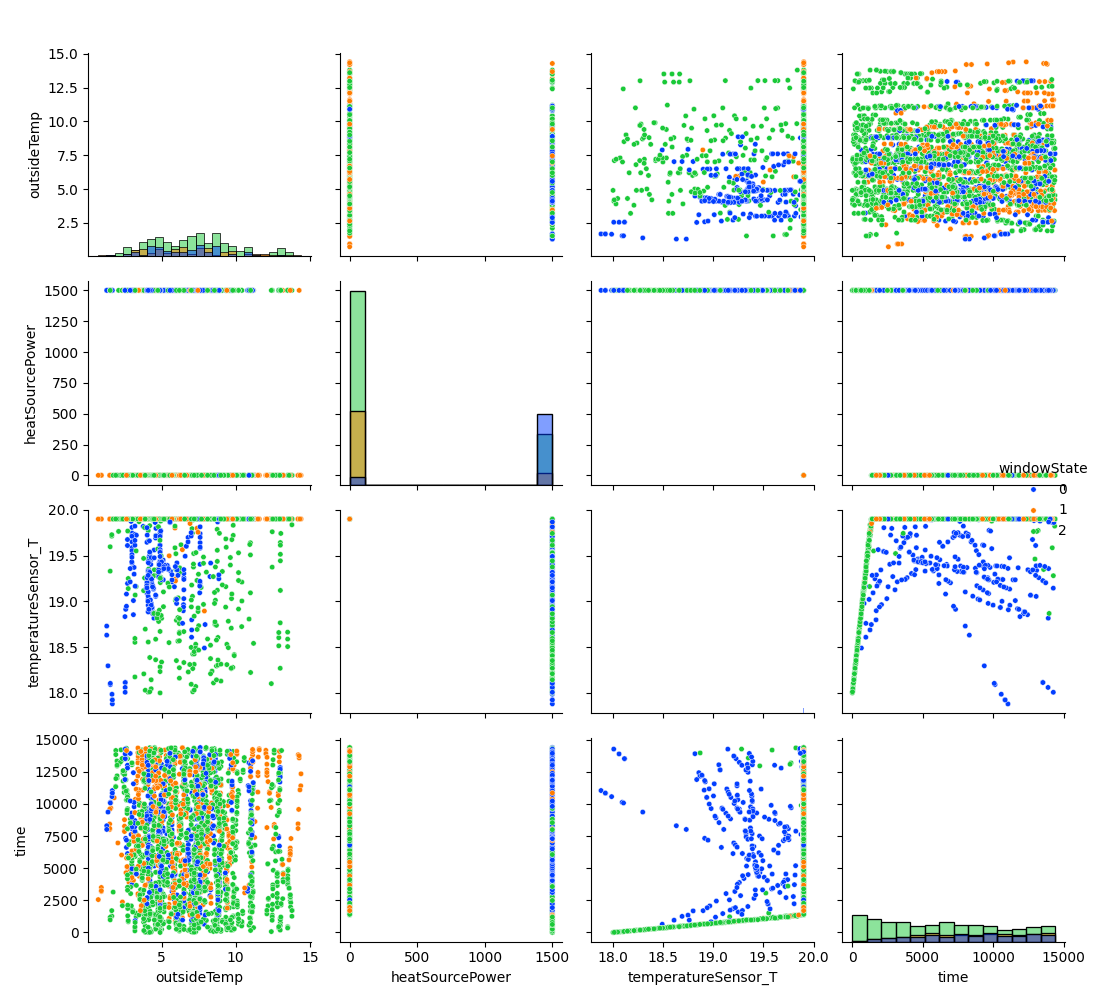 15.0
12.5
10.0
7.5
5.0
2.5
outsideTemp
1500
1250
1000
750
500
250
0
heatSourcePower
windowState
0
1
2
20.0
19.5
19.0
18.5
18.0
temperatureSensor_T
15000
12500
10000
7500
5000
2500
0
time
5 10 15
0 500 1000 1500
18.0 18.5 19.0 19.5 20.0
0 5000 10000 15000
outsideTemp heatSourcePower temperatureSensor_T time